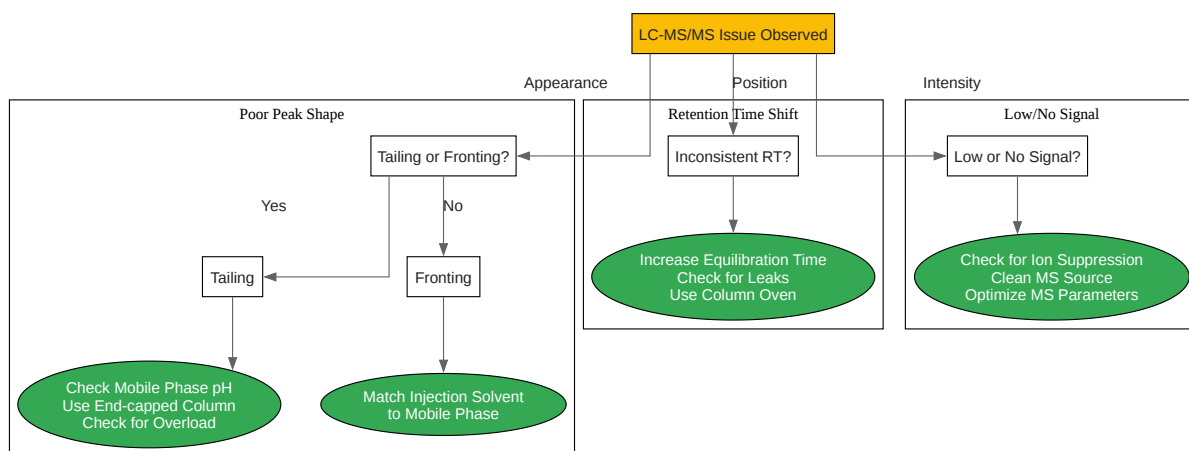 LC-MS/MS Issue Observed
Appearance
Position
Intensity
Poor Peak Shape
Retention Time Shift
Low/No Signal
Tailing or Fronting?
Inconsistent RT?
Low or No Signal?
Yes
No
Tailing
Fronting
Increase Equilibration Time
Check for Leaks
Use Column Oven
Check for Ion Suppression
Clean MS Source
Optimize MS Parameters
Check Mobile Phase pH
Use End-capped Column
Check for Overload
Match Injection Solvent
to Mobile Phase